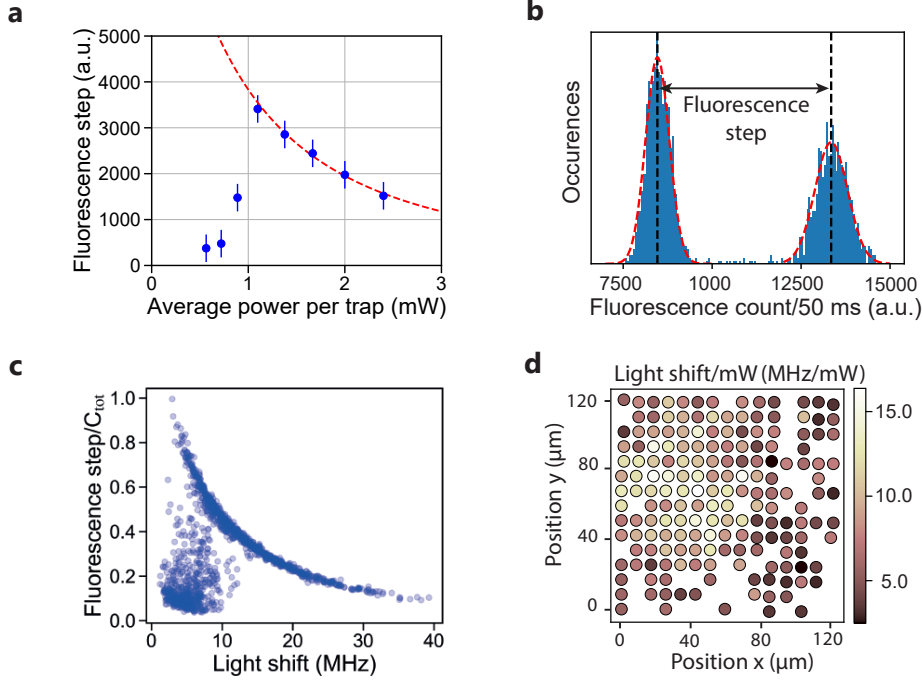 a
Fluorescence step (a.u.)
5000
4000
3000
2000
1000
0
0 1 2 3
Average power per trap (mW)
b
Occurences
Fluorescence
step
7500 10000 12500 15000
Fluorescence count/50 ms (a.u.)
c
Fluorescence step/Ctot
1.0
0.8
0.6
0.4
0.2
0.0
0 10 20 30 40
Light shift (MHz)
d
Light shift/mW (MHz/mW)
Position y (μm)
120
80
40
0
0 40 80 120
Position x (μm)
15.0
10.0
5.0